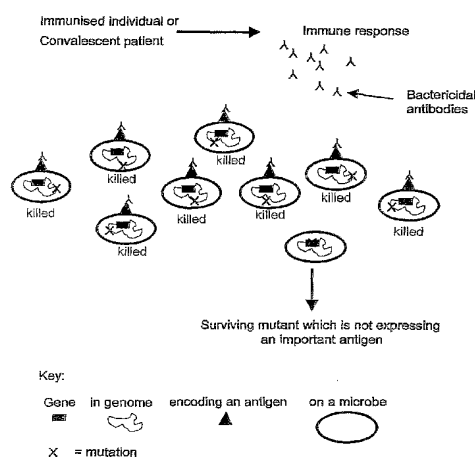 Immunised individual or
Convalescent patient
Immune response
Bactericidal
antibodies
killed
killed
killed
killed
killed
killed
killed
killed
Surviving mutant which is not expressing
an important antigen
Key:
Gene in genome encoding an antigen on a microbe
X = mutation